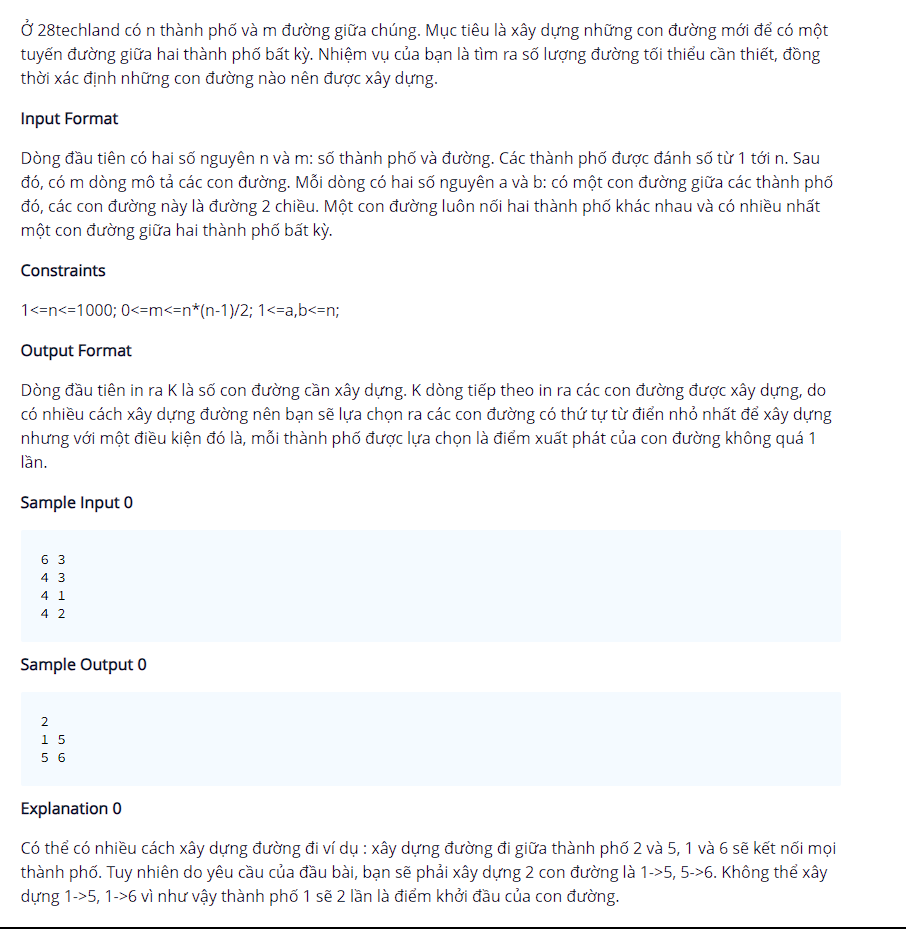 Ở 28techland có n thành phố và m đường giữa chúng. Mục tiêu là xây dựng những con đường mới để có một
tuyến đường giữa hai thành phố bất kỳ. Nhiệm vụ của bạn là tìm ra số lượng đường tối thiểu cần thiết, đồng
thời xác định những con đường nào nên được xây dựng.
Input Format
Dòng đầu tiên có hai số nguyên n và m: số thành phố và đường. Các thành phố được đánh số từ 1 tới n. Sau
đó, có m dòng mô tả các con đường. Mỗi dòng có hai số nguyên a và b: có một con đường giữa các thành phố
đó, các con đường này là đường 2 chiều. Một con đường luôn nối hai thành phố khác nhau và có nhiều nhất
một con đường giữa hai thành phố bất kỳ.
Constraints
1<=n<=1000; 0<=m<=n*(n-1)/2; 1<=a,b<=n;
Output Format
Dòng đầu tiên in ra K là số con đường cần xây dựng. K dòng tiếp theo in ra các con đường được xây dựng, do
có nhiều cách xây dựng đường nên bạn sẽ lựa chọn ra các con đường có thứ tự từ điển nhỏ nhất để xây dựng
nhưng với một điều kiện đó là, mỗi thành phố được lựa chọn là điểm xuất phát của con đường không quá 1
lần.
Sample Input 0
6 3
4 3
4 1
4 2
Sample Output 0
2
1 5
5 6
Explanation 0
Có thể có nhiều cách xây dựng đường đi ví dụ : xây dựng đường đi giữa thành phố 2 và 5, 1 và 6 sẽ kết nối mọi
thành phố. Tuy nhiên do yêu cầu của đầu bài, bạn sẽ phải xây dựng 2 con đường là 1->5, 5->6. Không thể xây
dựng 1->5, 1->6 vì như vậy thành phố 1 sẽ 2 lần là điểm khởi đầu của con đường.